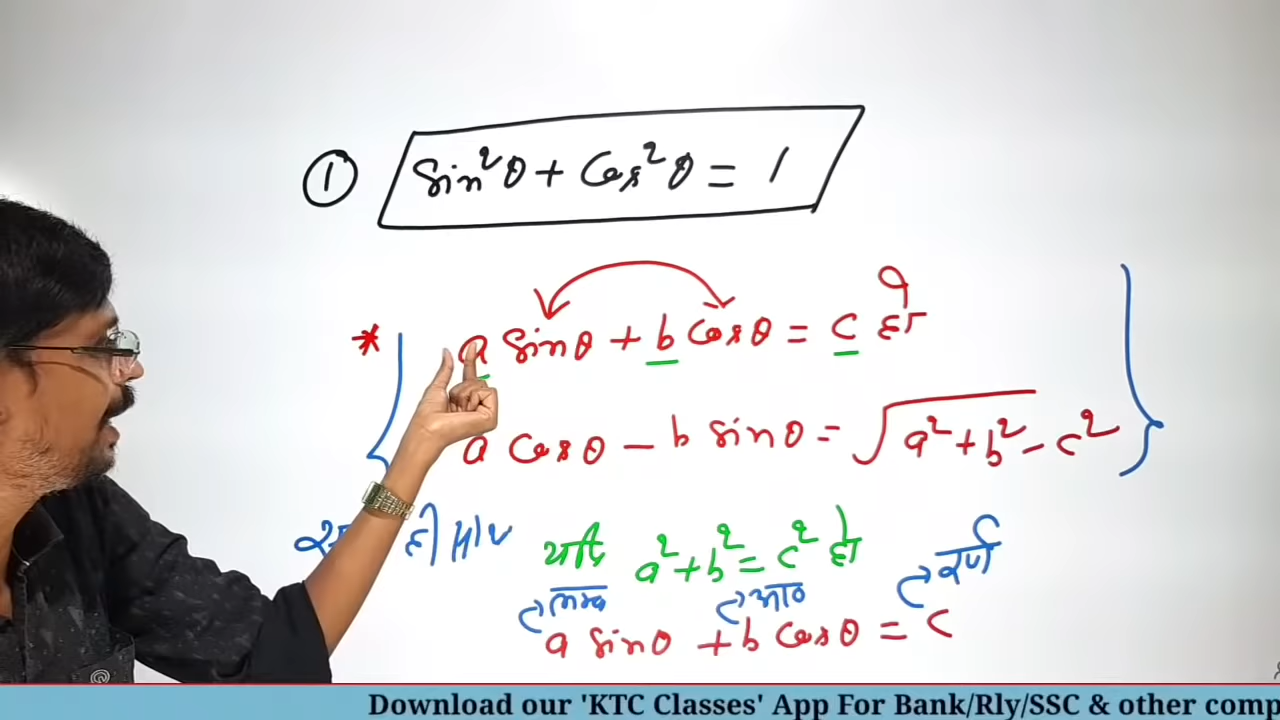 ① Sin²θ + Cos²θ = 1
* a sinθ + b cosθ = c हो
a cosθ − b sinθ = √a²+b²−c²
ही मान यदि a²+b²=c² हो
लम्ब आधार कर्ण
a sinθ + b cosθ = c
Download our 'KTC Classes' App For Bank/Rly/SSC & other comp